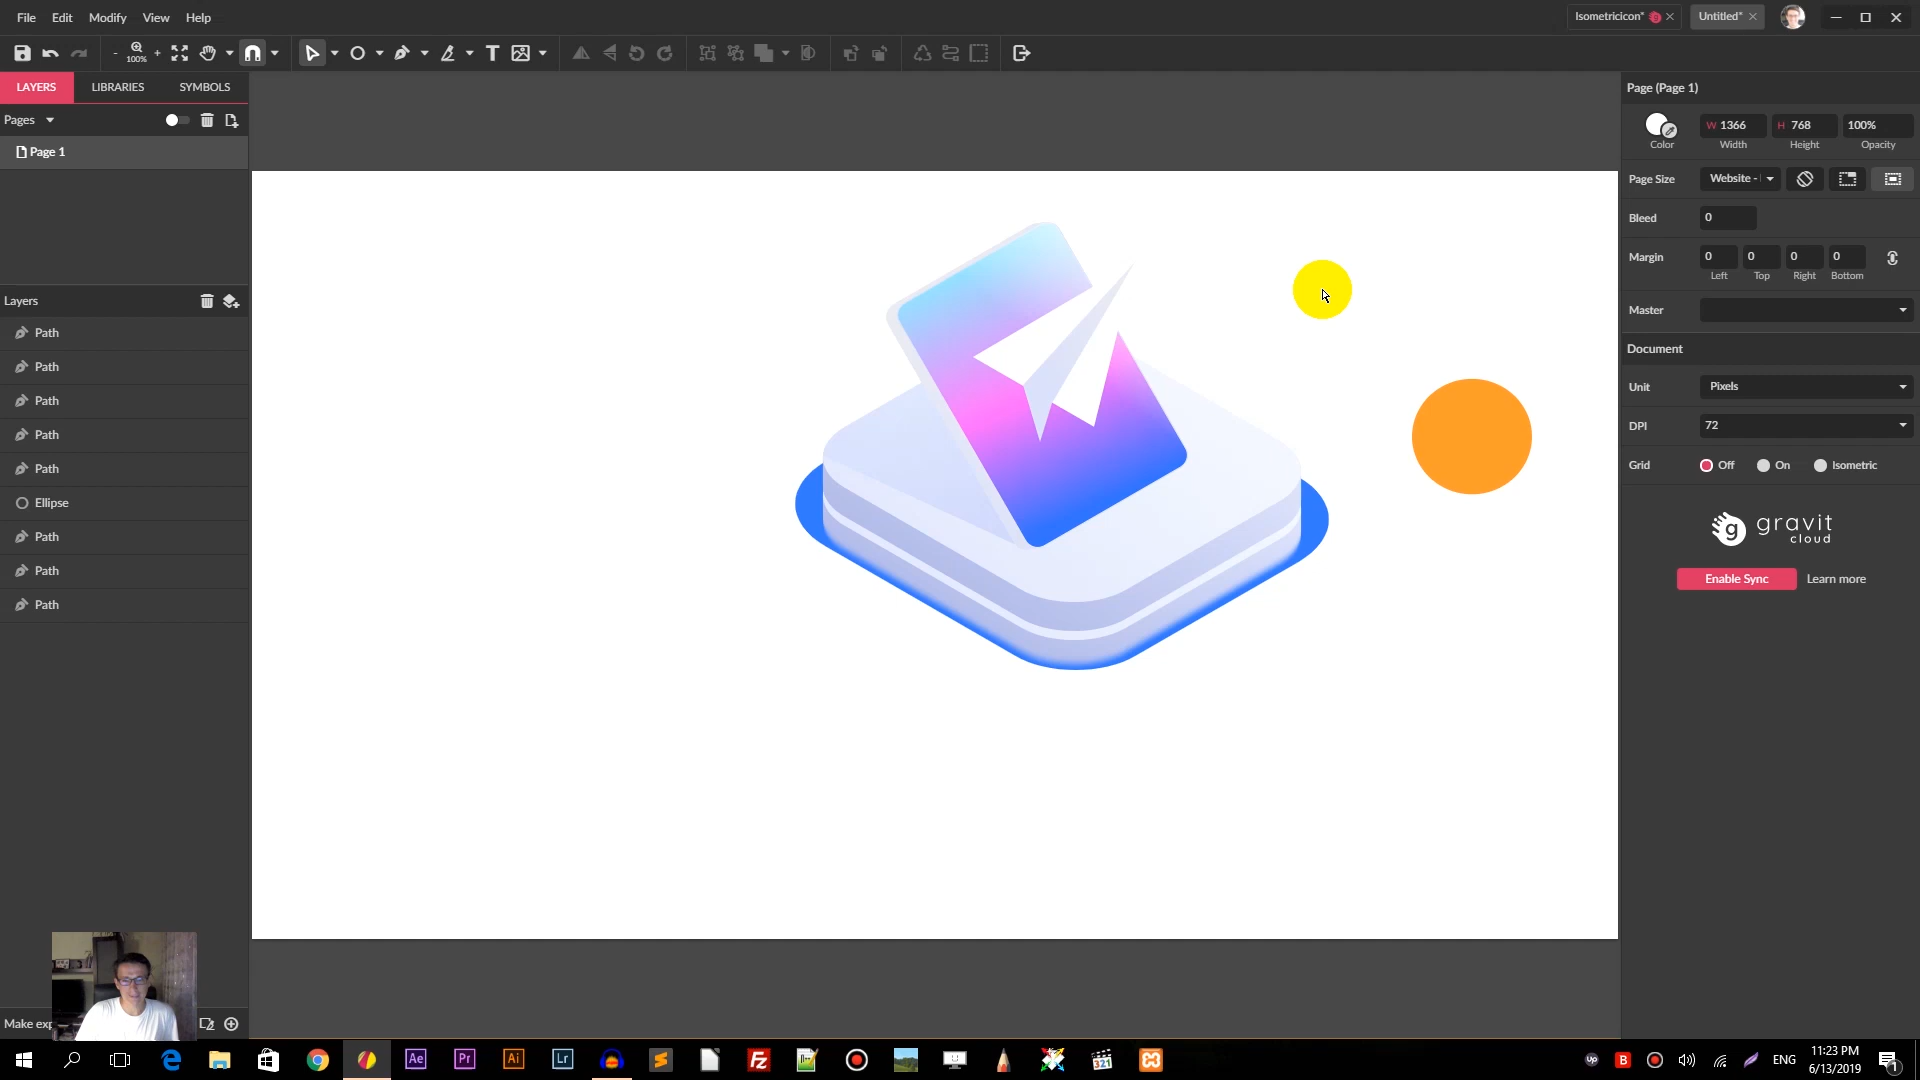 File Edit Modify View Help
Isometricicon* Untitled*
- 100% +
LAYERS LIBRARIES SYMBOLS
Pages
Page 1
Layers
Path
Path
Path
Path
Path
Ellipse
Path
Path
Path
Make exp
Page (Page 1)
W 1366 H 768 100%
Color Width Height Opacity
Page Size Website -
Bleed 0
Margin 0 0 0 0
Left Top Right Bottom
Master
Document
Unit Pixels
DPI 72
Grid Off On Isometric
g gravit
cloud
Enable Sync Learn more
Ae Pr Ai Lr Fz 321
UP B ENG 11:23 PM
6/13/2019 1